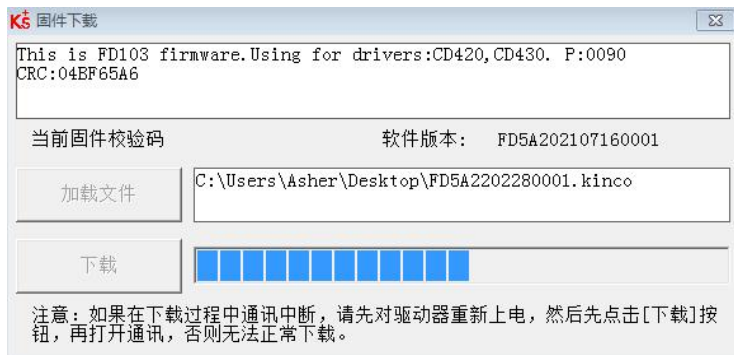 K5+ 固件下载
This is FD103 firmware.Using for drivers:CD420,CD430. P:0090
CRC:04BF65A6
当前固件校验码 软件版本: FD5A202107160001
加载文件 C:\Users\Asher\Desktop\FD5A2202280001.kinco
下载
注意：如果在下载过程中通讯中断，请先对驱动器重新上电，然后先点击[下载]按
钮，再打开通讯，否则无法正常下载。